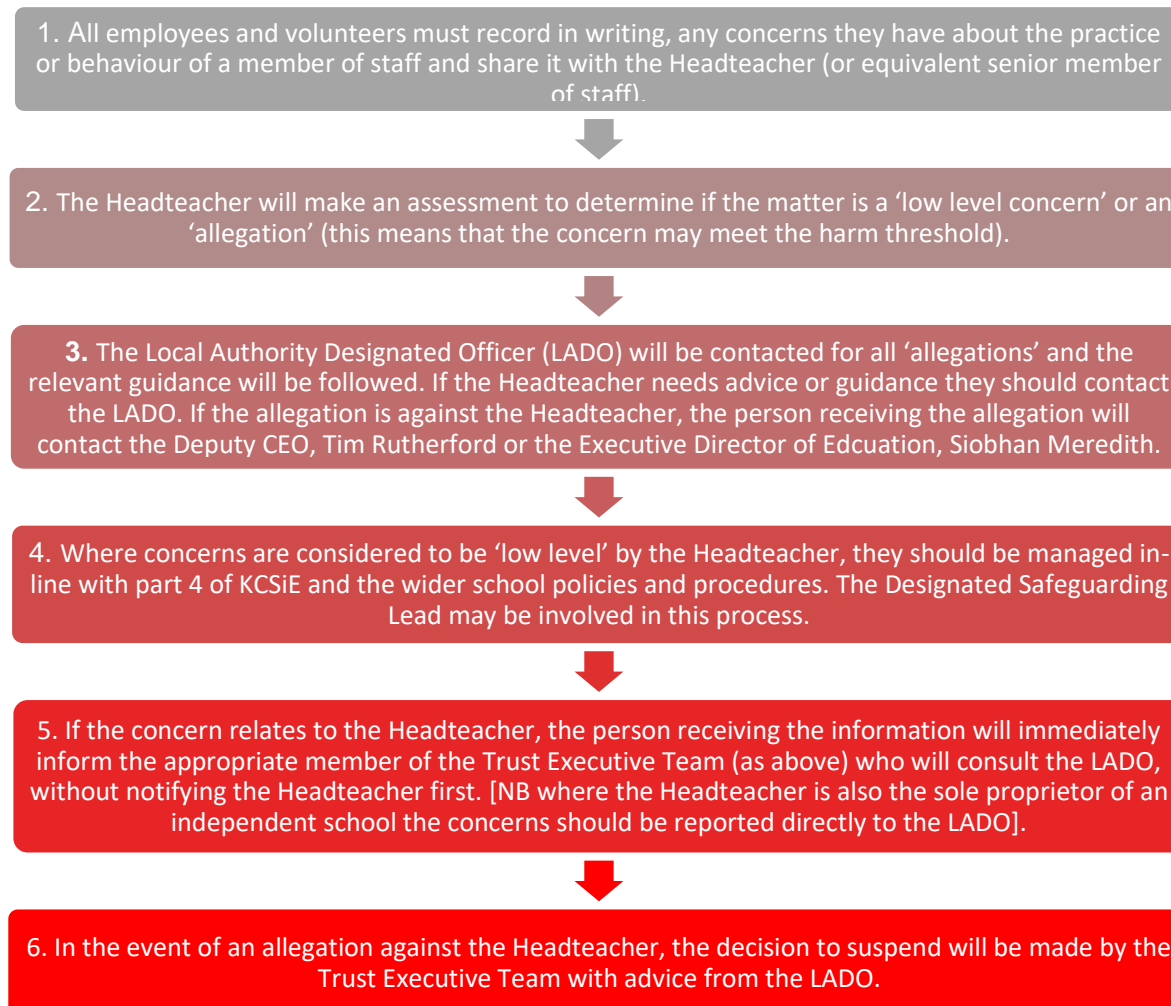 1. All employees and volunteers must record in writing, any concerns they have about the practice
or behaviour of a member of staff and share it with the Headteacher (or equivalent senior member
of staff).
2. The Headteacher will make an assessment to determine if the matter is a ‘low level concern’ or an
‘allegation’ (this means that the concern may meet the harm threshold).
3. The Local Authority Designated Officer (LADO) will be contacted for all ‘allegations’ and the
relevant guidance will be followed. If the Headteacher needs advice or guidance they should contact
the LADO. If the allegation is against the Headteacher, the person receiving the allegation will
contact the Deputy CEO, Tim Rutherford or the Executive Director of Edcuation, Siobhan Meredith.
4. Where concerns are considered to be ‘low level’ by the Headteacher, they should be managed in-
line with part 4 of KCSiE and the wider school policies and procedures. The Designated Safeguarding
Lead may be involved in this process.
5. If the concern relates to the Headteacher, the person receiving the information will immediately
inform the appropriate member of the Trust Executive Team (as above) who will consult the LADO,
without notifying the Headteacher first. [NB where the Headteacher is also the sole proprietor of an
independent school the concerns should be reported directly to the LADO].
6. In the event of an allegation against the Headteacher, the decision to suspend will be made by the
Trust Executive Team with advice from the LADO.